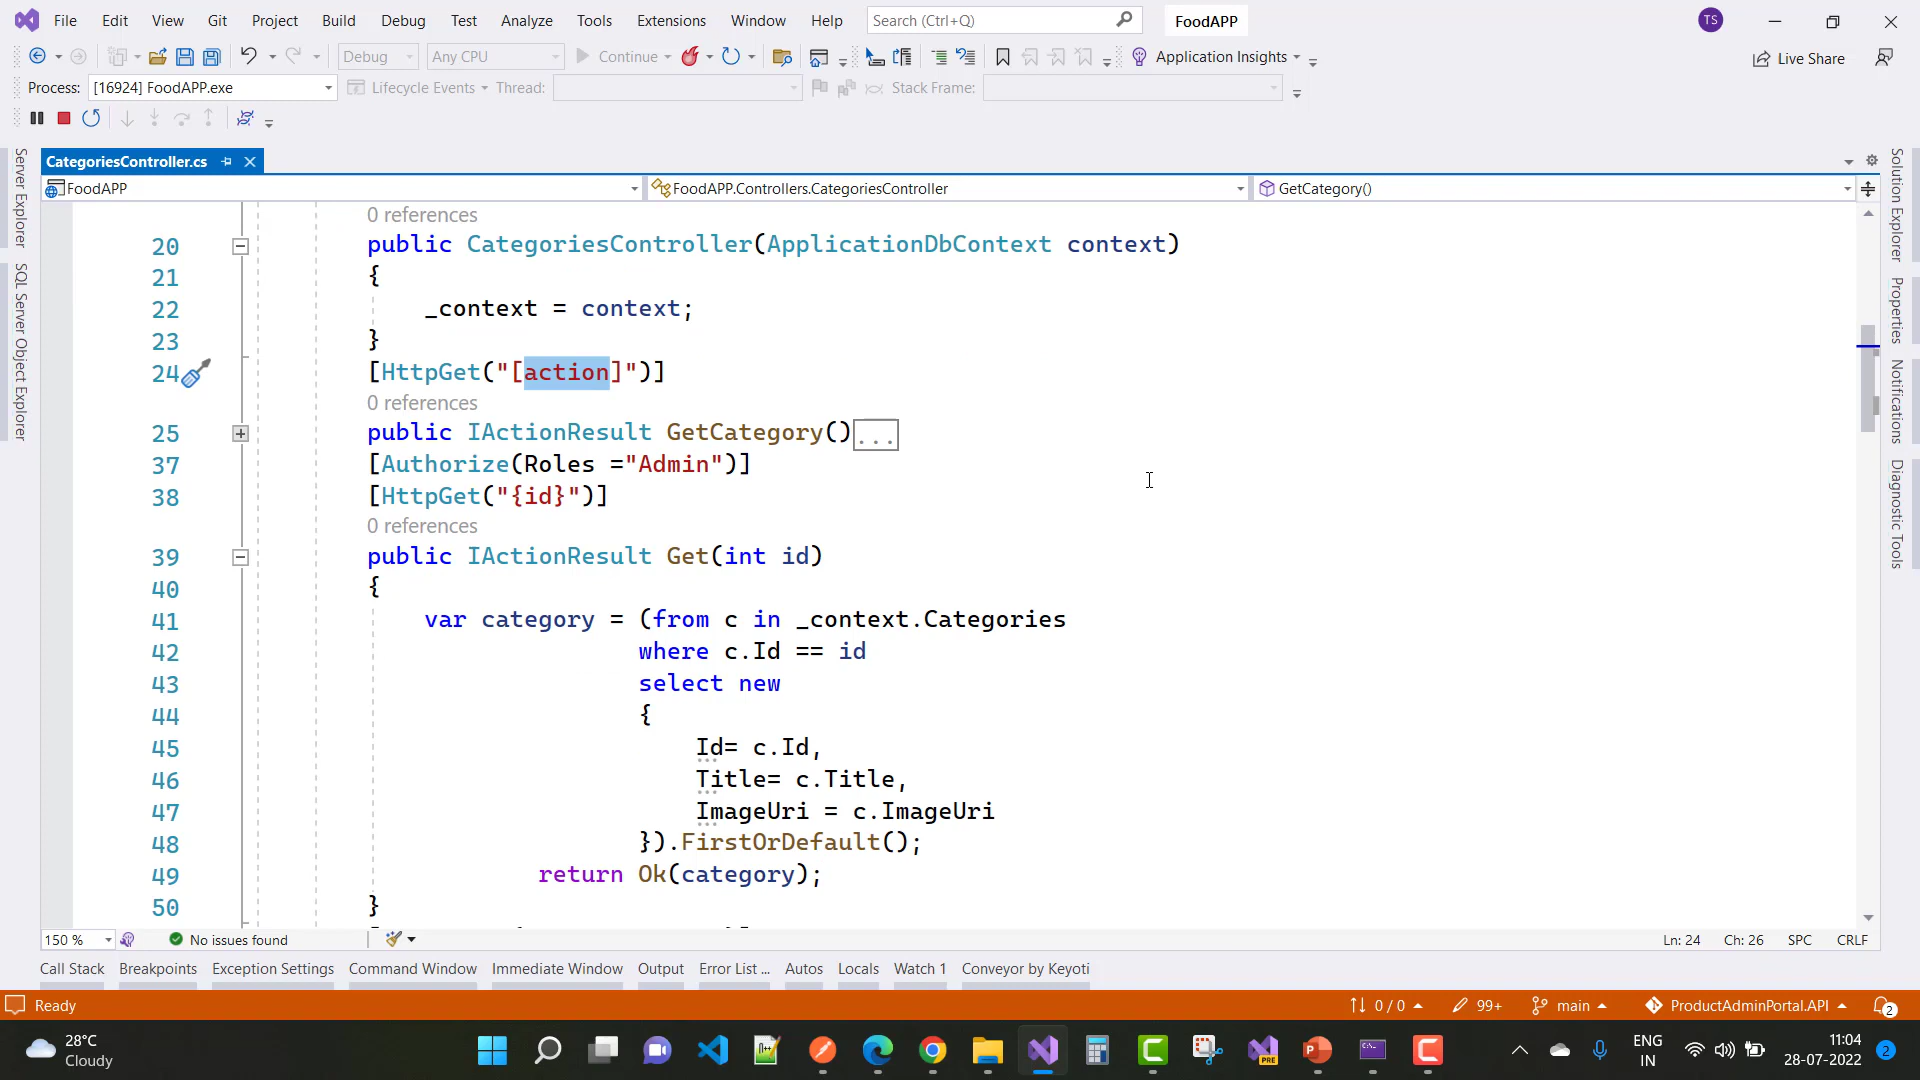 File Edit View Git Project Build Debug Test Analyze Tools Extensions Window Help Search (Ctrl+Q) FoodAPP TS
Debug Any CPU Continue Application Insights Live Share
Process: [16924] FoodAPP.exe Lifecycle Events Thread: Stack Frame:
CategoriesController.cs
FoodAPP FoodAPP.Controllers.CategoriesController GetCategory()
Server Explorer
SQL Server Object Explorer
0 references
20 public CategoriesController(ApplicationDbContext context)
21 {
22 _context = context;
23 }
24 [HttpGet("[action]")]
0 references
25 public IActionResult GetCategory()...
37 [Authorize(Roles ="Admin")]
38 [HttpGet("{id}")]
0 references
39 public IActionResult Get(int id)
40 {
41 var category = (from c in _context.Categories
42 where c.Id == id
43 select new
44 {
45 Id= c.Id,
46 Title= c.Title,
47 ImageUri = c.ImageUri
48 }).FirstOrDefault();
49 return Ok(category);
50 }
Solution Explorer
Properties
Notifications
Diagnostic Tools
150 % No issues found Ln: 24 Ch: 26 SPC CRLF
Call Stack Breakpoints Exception Settings Command Window Immediate Window Output Error List ... Autos Locals Watch 1 Conveyor by Keyoti
Ready 0 / 0 99+ main ProductAdminPortal.API 2
28°C
Cloudy
PRE
ENG
IN
11:04
28-07-2022
2